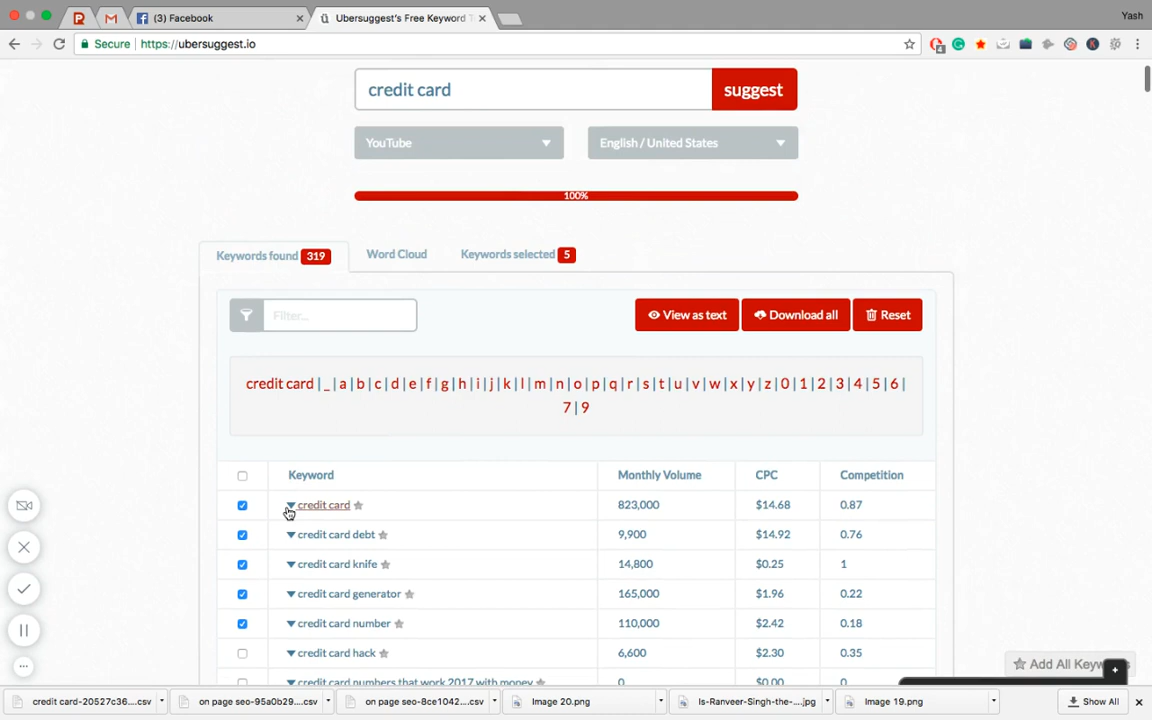 (3) Facebook
Ubersuggest's Free Keyword T
Yash
Secure
https://ubersuggest.io
4
credit card
suggest
YouTube
English / United States
100%
Keywords found 319
Word Cloud
Keywords selected 5
Filter...
View as text
Download all
Reset
credit card | _ | a | b | c | d | e | f | g | h | i | j | k | l | m | n | o | p | q | r | s | t | u | v | w | x | y | z | 0 | 1 | 2 | 3 | 4 | 5 | 6 |
7 | 9
Keyword Monthly Volume CPC Competition
credit card 823,000 $14.68 0.87
credit card debt 9,900 $14.92 0.76
credit card knife 14,800 $0.25 1
credit card generator 165,000 $1.96 0.22
credit card number 110,000 $2.42 0.18
credit card hack 6,600 $2.30 0.35
credit card numbers that work 2017 with money 0 $0.00 0
Add All Keyw
credit card-20527c36....csv
on page seo-95a0b29....csv
on page seo-8ce1042....csv
Image 20.png
Is-Ranveer-Singh-the-....jpg
Image 19.png
Show All